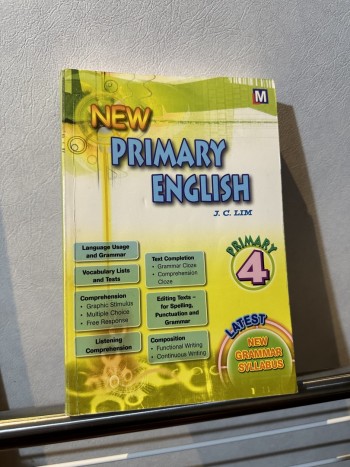 M
NEW
PRIMARY
ENGLISH
J. C. LIM
PRIMARY
4
Language Usage
and Grammar
Vocabulary Lists
and Texts
Comprehension
• Graphic Stimulus
• Multiple Choice
• Free Response
Listening
Comprehension
Text Completion
• Grammar Cloze
• Comprehension
Cloze
Editing Texts –
for Spelling,
Punctuation and
Grammar
Composition
• Functional Writing
• Continuous Writing
LATEST
NEW
GRAMMAR
SYLLABUS